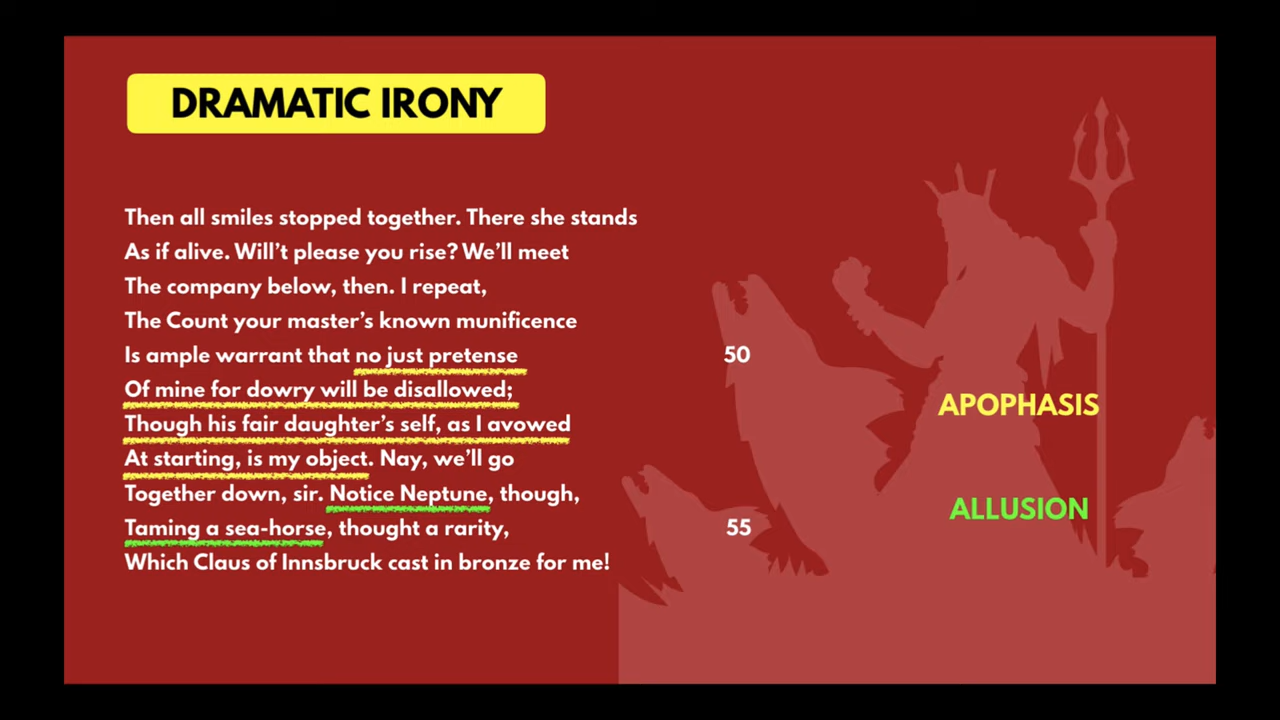 DRAMATIC IRONY
Then all smiles stopped together. There she stands
As if alive. Will't please you rise? We'll meet
The company below, then. I repeat,
The Count your master's known munificence
Is ample warrant that no just pretense 50
Of mine for dowry will be disallowed;
Though his fair daughter's self, as I avowed
At starting, is my object. Nay, we'll go
Together down, sir. Notice Neptune, though,
Taming a sea-horse, thought a rarity, 55
Which Claus of Innsbruck cast in bronze for me!
APOPHASIS
ALLUSION